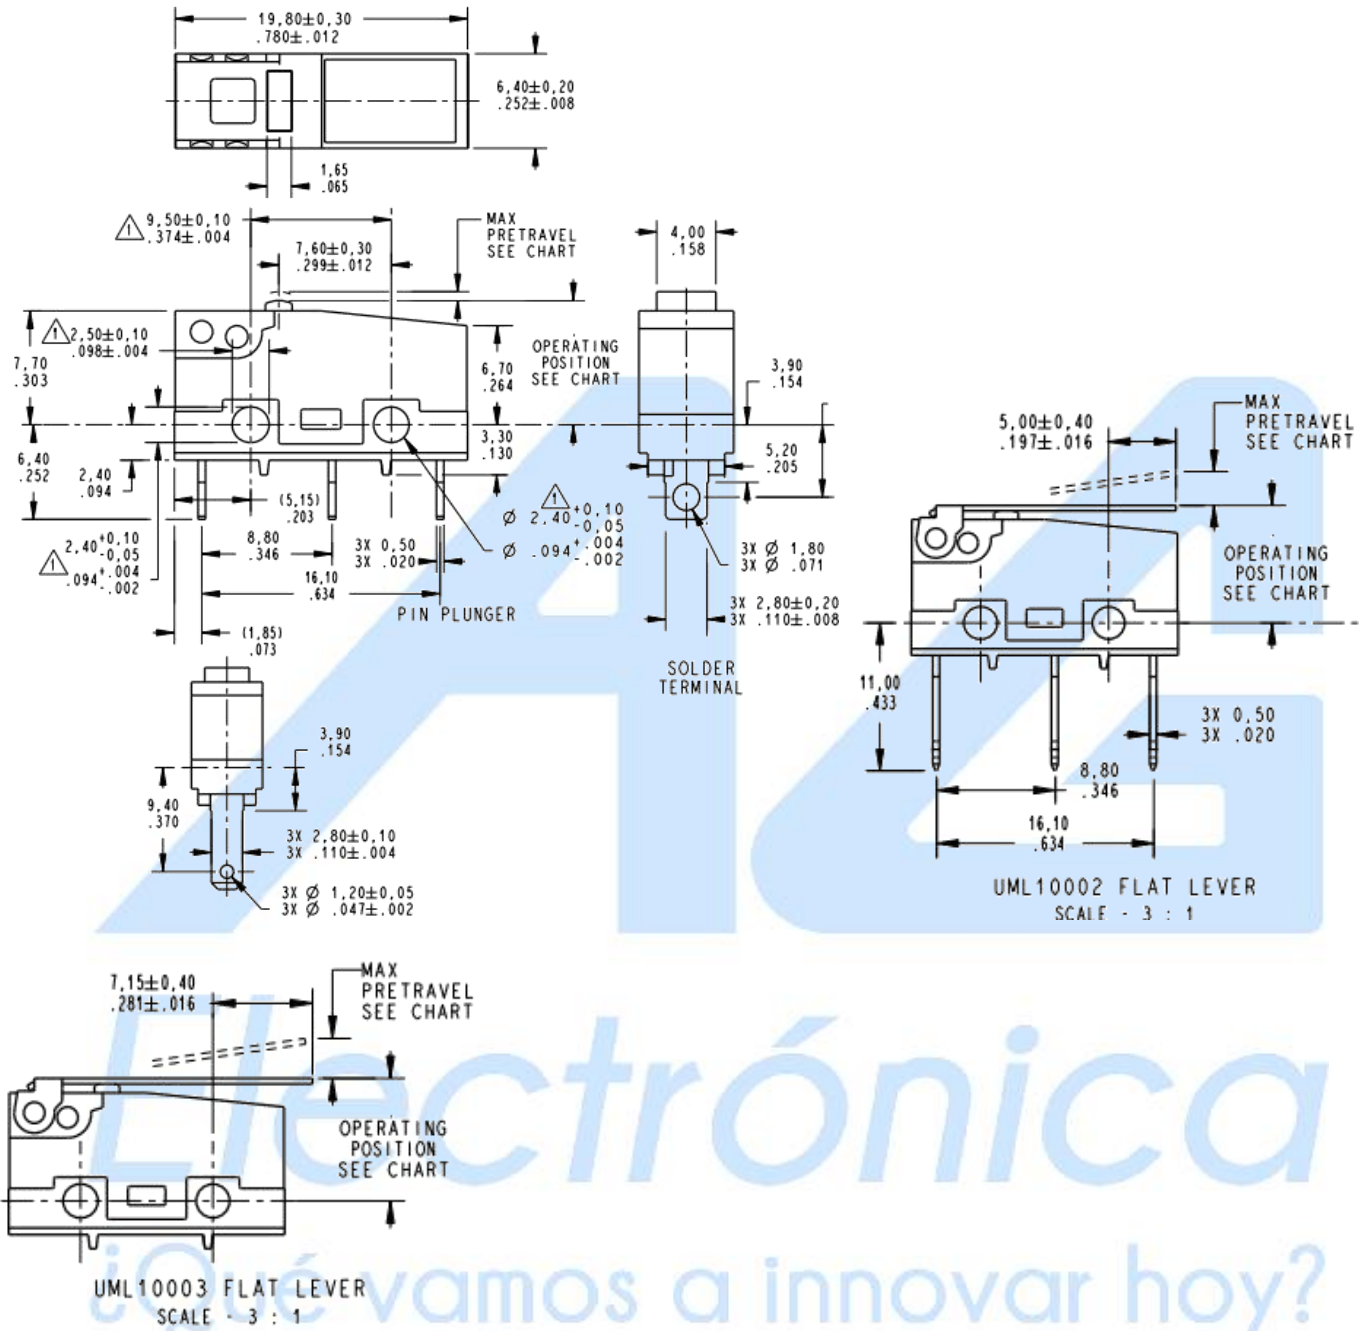 19,80±0,30
.780±.012
6,40±0,20
.252±.008
1,65
.065
⚠1 9,50±0,10
.374±.004
7,60±0,30
.299±.012
MAX
PRETRAVEL
SEE CHART
4,00
.158
⚠1 2,50±0,10
.098±.004
7,70
.303
OPERATING
POSITION
SEE CHART
6,70
.264
3,90
.154
6,40
.252
2,40
.094
3,30
.130
5,20
.205
(5,15)
.203
⚠1
Ø 2,40+0,10
-0,05
Ø .094+.004
-.002
2,40+0,10
-0,05
⚠1 .094+.004
-.002
8,80
.346
3X 0,50
3X .020
16,10
.634
PIN PLUNGER
(1,85)
.073
3X Ø 1,80
3X Ø .071
3X 2,80±0,20
3X .110±.008
SOLDER
TERMINAL
5,00±0,40
.197±.016
MAX
PRETRAVEL
SEE CHART
OPERATING
POSITION
SEE CHART
11,00
.433
3X 0,50
3X .020
8,80
.346
16,10
.634
UML10002 FLAT LEVER
SCALE - 3 : 1
3,90
.154
9,40
.370
3X 2,80±0,10
3X .110±.004
3X Ø 1,20±0,05
3X Ø .047±.002
7,15±0,40
.281±.016
MAX
PRETRAVEL
SEE CHART
OPERATING
POSITION
SEE CHART
UML10003 FLAT LEVER
SCALE - 3 : 1
AG
Electrónica
¿Qué vamos a innovar hoy?